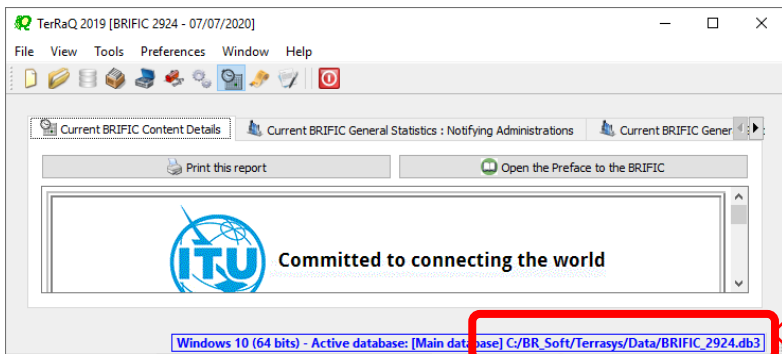 TerRaQ 2019 [BRIFIC 2924 - 07/07/2020]
File View Tools Preferences Window Help
Current BRIFIC Content Details Current BRIFIC General Statistics : Notifying Administrations Current BRIFIC Gener
Print this report Open the Preface to the BRIFIC
ITU Committed to connecting the world
Windows 10 (64 bits) - Active database: [Main database] C:/BR_Soft/Terrasys/Data/BRIFIC_2924.db3